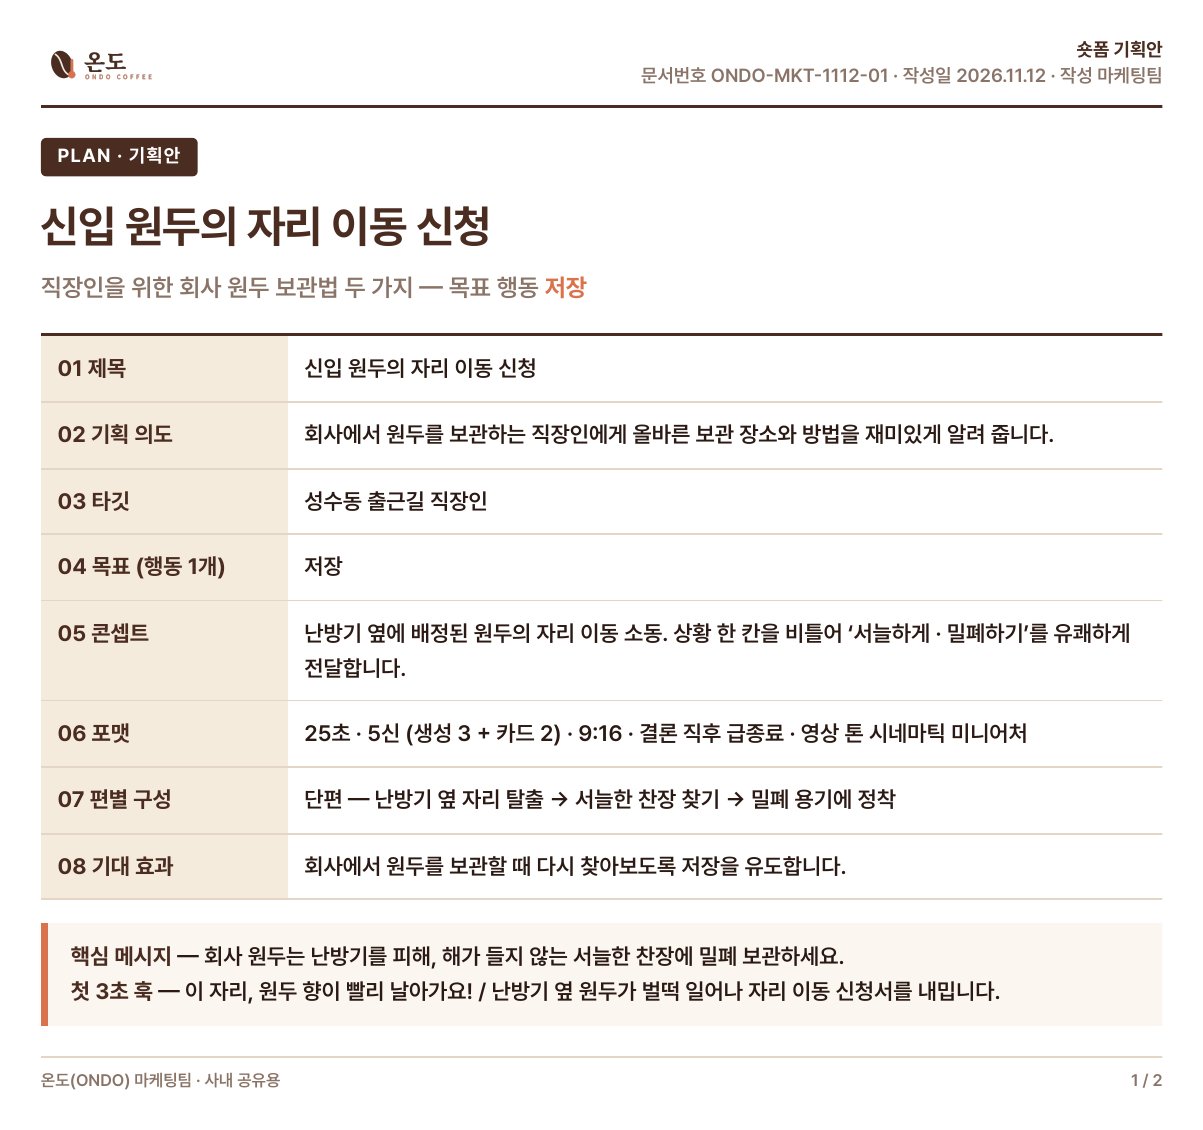 온도
ONDO COFFEE
숏폼 기획안
문서번호 ONDO-MKT-1112-01 · 작성일 2026.11.12 · 작성 마케팅팀
PLAN · 기획안
신입 원두의 자리 이동 신청
직장인을 위한 회사 원두 보관법 두 가지 — 목표 행동 저장
01 제목
신입 원두의 자리 이동 신청
02 기획 의도
회사에서 원두를 보관하는 직장인에게 올바른 보관 장소와 방법을 재미있게 알려 줍니다.
03 타깃
성수동 출근길 직장인
04 목표 (행동 1개)
저장
05 콘셉트
난방기 옆에 배정된 원두의 자리 이동 소동. 상황 한 칸을 비틀어 ‘서늘하게 · 밀폐하기’를 유쾌하게
전달합니다.
06 포맷
25초 · 5신 (생성 3 + 카드 2) · 9:16 · 결론 직후 급종료 · 영상 톤 시네마틱 미니어처
07 편별 구성
단편 — 난방기 옆 자리 탈출 → 서늘한 찬장 찾기 → 밀폐 용기에 정착
08 기대 효과
회사에서 원두를 보관할 때 다시 찾아보도록 저장을 유도합니다.
핵심 메시지 — 회사 원두는 난방기를 피해, 해가 들지 않는 서늘한 찬장에 밀폐 보관하세요.
첫 3초 훅 — 이 자리, 원두 향이 빨리 날아가요! / 난방기 옆 원두가 벌떡 일어나 자리 이동 신청서를 내밉니다.
온도(ONDO) 마케팅팀 · 사내 공유용
1 / 2